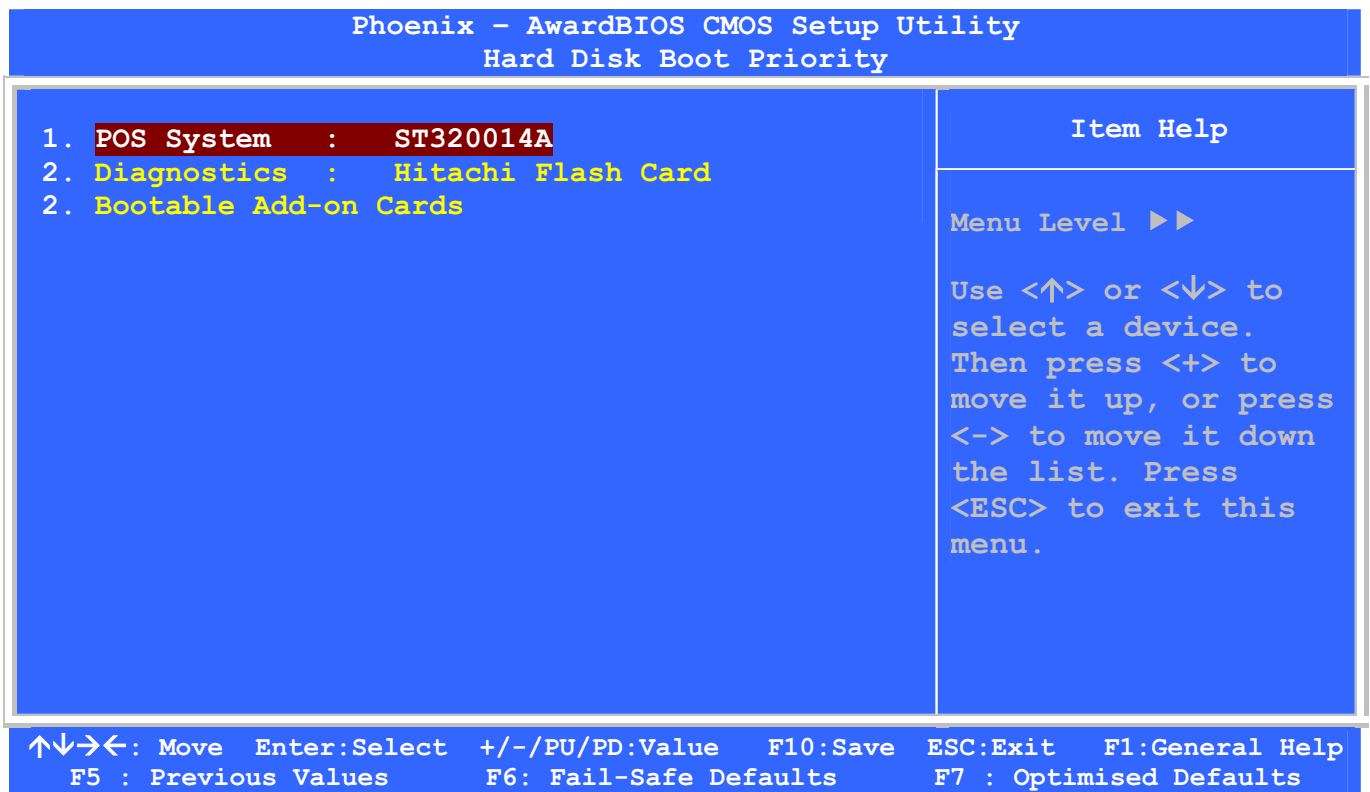 Phoenix – AwardBIOS CMOS Setup Utility
Hard Disk Boot Priority
1. POS System : ST320014A
2. Diagnostics : Hitachi Flash Card
2. Bootable Add-on Cards
Item Help
Menu Level ▶▶
Use <↑> or <↓> to
select a device.
Then press <+> to
move it up, or press
<-> to move it down
the list. Press
<ESC> to exit this
menu.
↑↓→←: Move Enter:Select +/-/PU/PD:Value F10:Save ESC:Exit F1:General Help
F5 : Previous Values F6: Fail-Safe Defaults F7 : Optimised Defaults